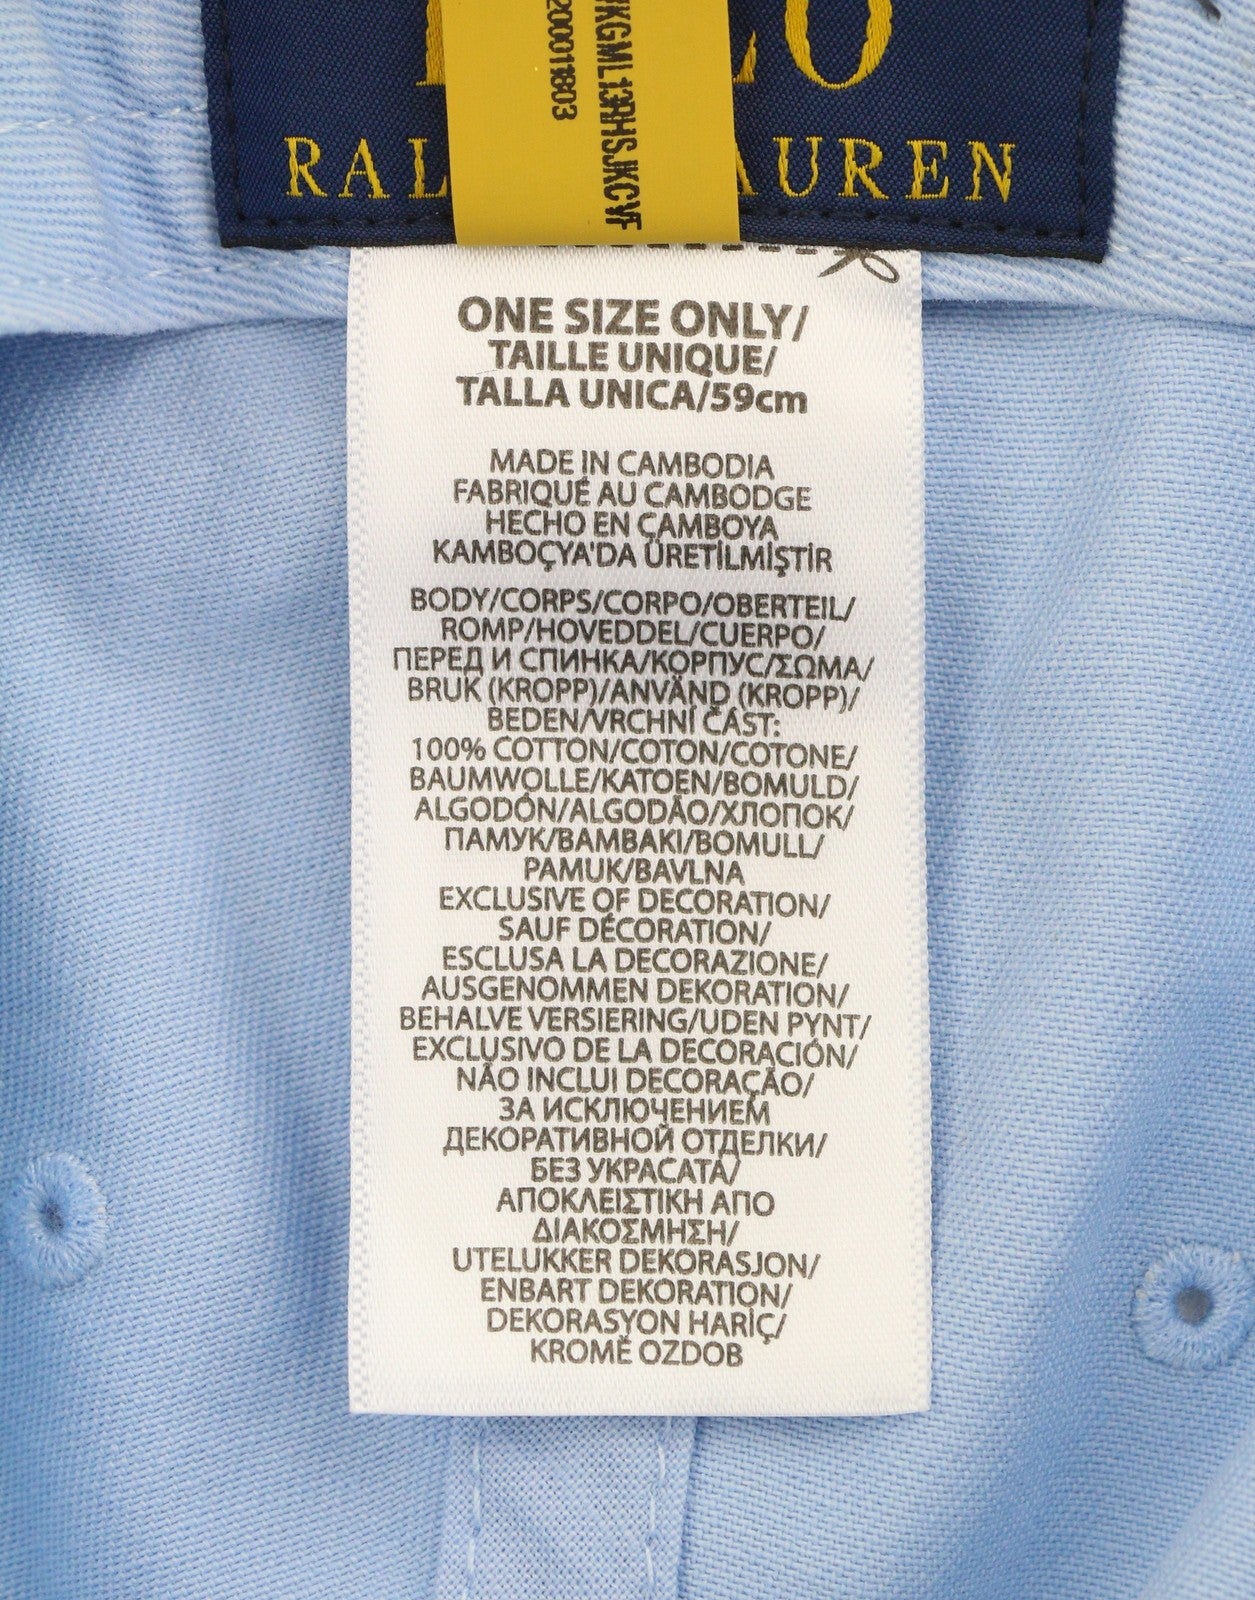 RALPH LAUREN
KGML13RHSJKCVF
200011803
ONE SIZE ONLY/
TAILLE UNIQUE/
TALLA UNICA/59cm
MADE IN CAMBODIA
FABRIQUÉ AU CAMBODGE
HECHO EN CAMBOYA
KAMBOÇYA'DA ÜRETİLMİŞTİR
BODY/CORPS/CORPO/OBERTEIL/
ROMP/HOVEDDEL/CUERPO/
ПЕРЕД И СПИНКА/КОРПУС/ΣΩΜΑ/
BRUK (KROPP)/ANVÄND (KROPP)/
BEDEN/VRCHNÍ ČÁST:
100% COTTON/COTON/COTONE/
BAUMWOLLE/KATOEN/BOMULD/
ALGODÓN/ALGODÃO/ХЛОПОК/
ПАМУК/BAMBAKI/BOMULL/
PAMUK/BAVLNA
EXCLUSIVE OF DECORATION/
SAUF DÉCORATION/
ESCLUSA LA DECORAZIONE/
AUSGENOMMEN DEKORATION/
BEHALVE VERSIERING/UDEN PYNT/
EXCLUSIVO DE LA DECORACIÓN/
NÃO INCLUI DECORAÇÃO/
ЗА ИСКЛЮЧЕНИЕМ
ДЕКОРАТИВНОЙ ОТДЕЛКИ/
БЕЗ УКРАСАТА/
ΑΠΟΚΛΕΙΣΤΙΚΗ ΑΠΟ
ΔΙΑΚΟΣΜΗΣΗ/
UTELUKKER DEKORASJON/
ENBART DEKORATION/
DEKORASYON HARİÇ/
KROMĚ OZDOB